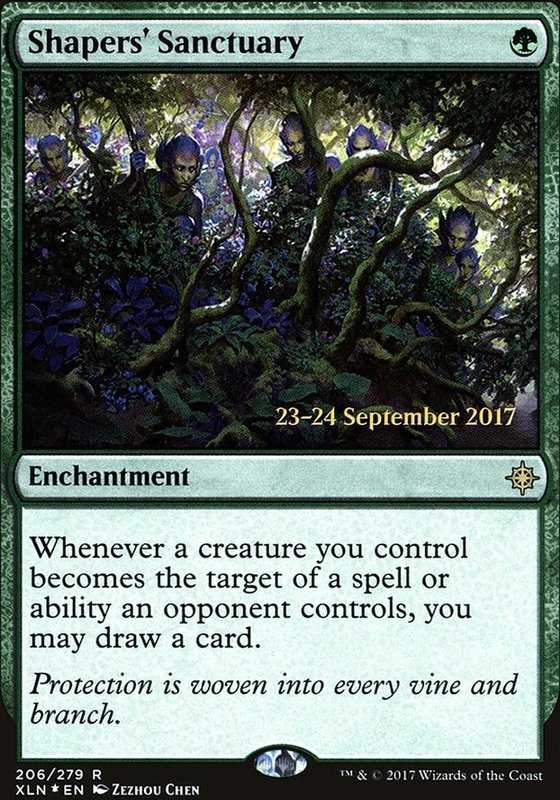 Shapers' Sanctuary
23–24 September 2017
Enchantment
Whenever a creature you control
becomes the target of a spell or
ability an opponent controls, you
may draw a card.
Protection is woven into every vine and
branch.
206/279 R
XLN ★ EN Zezhou Chen
™ & © 2017 Wizards of the Coast